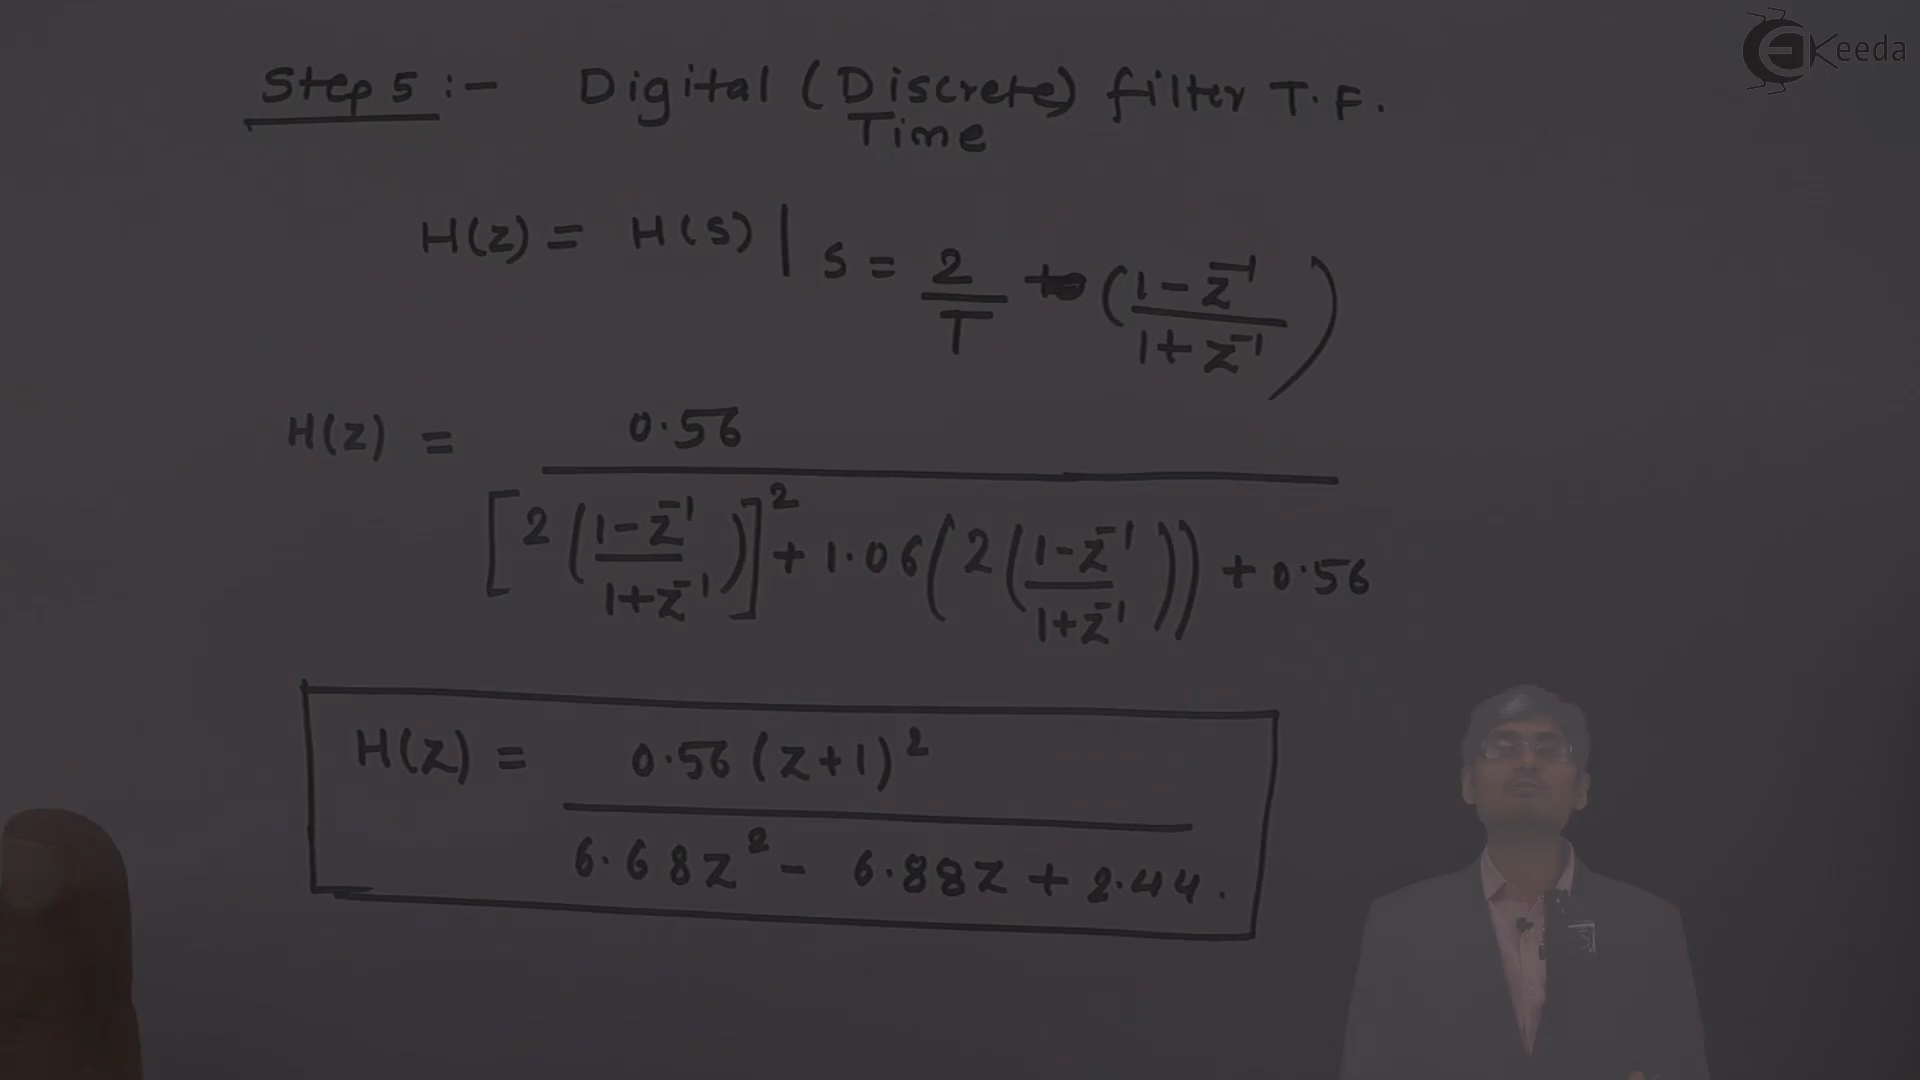 Keeda
Step 5 :- Digital (Discrete) filter T.F.
Time
H(z) = H(s) | s = 2/T (1 - z⁻¹ / 1 + z⁻¹)
H(z) = 0.56
[2(1 - z⁻¹ / 1 + z⁻¹)]² + 1.06(2(1 - z⁻¹ / 1 + z⁻¹)) + 0.56
H(z) = 0.56 (z+1)²
6.68z² - 6.88z + 2.44.